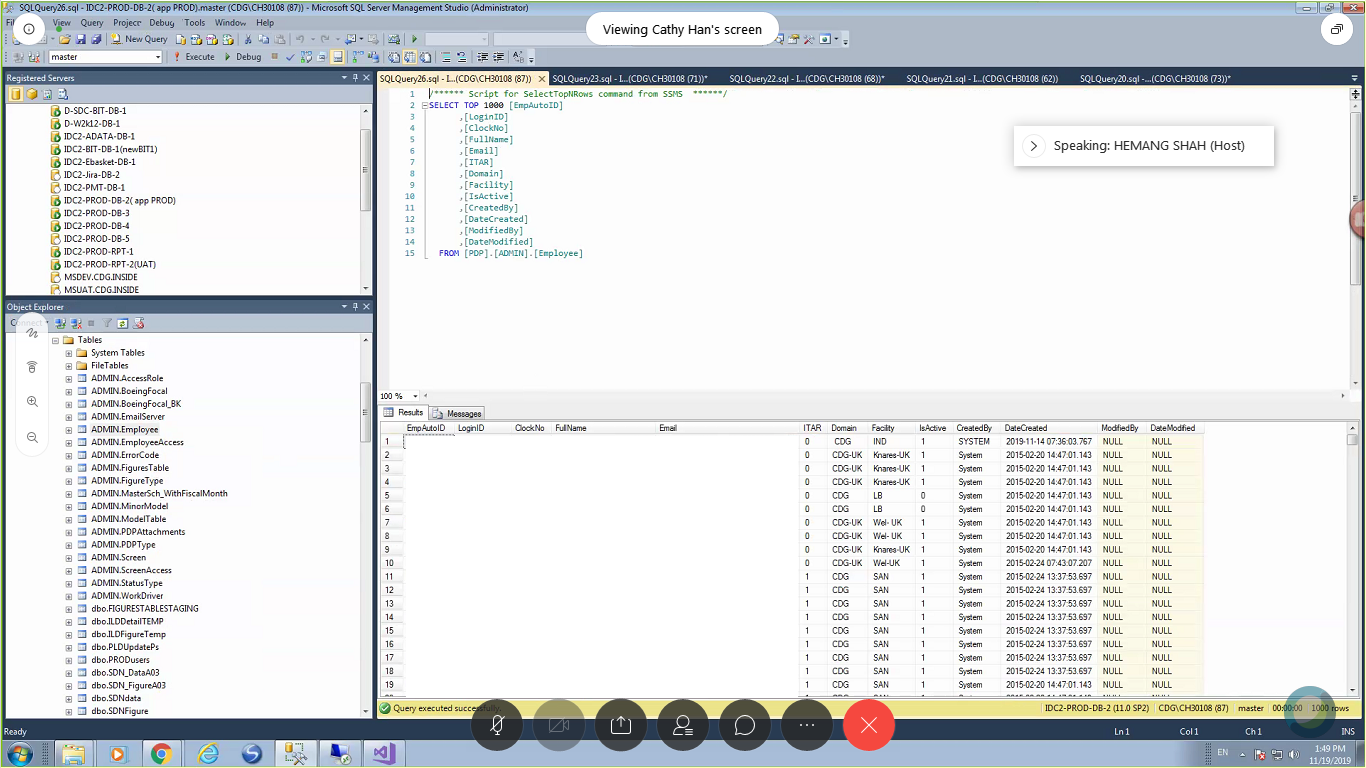 SQLQuery26.sql - IDC2-PROD-DB-2( app PROD).master (CDG\CH30108 (87)) - Microsoft SQL Server Management Studio (Administrator)
View Query Project Debug Tools Window Help
Viewing Cathy Han's screen
New Query
master
Execute
Debug
Registered Servers
D-SDC-BIT-DB-1
D-W2k12-DB-1
IDC2-ADATA-DB-1
IDC2-BIT-DB-1(newBIT1)
IDC2-Ebasket-DB-1
IDC2-Jira-DB-2
IDC2-PMT-DB-1
IDC2-PROD-DB-2( app PROD)
IDC2-PROD-DB-3
IDC2-PROD-DB-4
IDC2-PROD-DB-5
IDC2-PROD-RPT-1
IDC2-PROD-RPT-2(UAT)
MSDEV.CDG.INSIDE
MSUAT.CDG.INSIDE
Object Explorer
Tables
System Tables
FileTables
ADMIN.AccessRole
ADMIN.BoeingFocal
ADMIN.BoeingFocal_BK
ADMIN.EmailServer
ADMIN.Employee
ADMIN.EmployeeAccess
ADMIN.ErrorCode
ADMIN.FiguresTable
ADMIN.FigureType
ADMIN.MasterSch_WithFiscalMonth
ADMIN.MinorModel
ADMIN.ModelTable
ADMIN.PDPAttachments
ADMIN.PDPType
ADMIN.Screen
ADMIN.ScreenAccess
ADMIN.StatusType
ADMIN.WorkDriver
dbo.FIGURESTABLESTAGING
dbo.ILDDetailTEMP
dbo.ILDFigureTemp
dbo.PLDUpdatePs
dbo.PRODusers
dbo.SDN_DataA03
dbo.SDN_FigureA03
dbo.SDNdata
dbo.SDNFigure
SQLQuery26.sql - I...(CDG\CH30108 (87)) SQLQuery23.sql - I...(CDG\CH30108 (71))* SQLQuery22.sql - I...(CDG\CH30108 (68))* SQLQuery21.sql - I...(CDG\CH30108 (62)) SQLQuery20.sql - I...(CDG\CH30108 (73))*
1 /****** Script for SelectTopNRows command from SSMS ******/
2 SELECT TOP 1000 [EmpAutoID]
3 ,[LoginID]
4 ,[ClockNo]
5 ,[FullName]
6 ,[Email]
7 ,[ITAR]
8 ,[Domain]
9 ,[Facility]
10 ,[IsActive]
11 ,[CreatedBy]
12 ,[DateCreated]
13 ,[ModifiedBy]
14 ,[DateModified]
15 FROM [PDP].[ADMIN].[Employee]
Speaking: HEMANG SHAH (Host)
100 %
Results Messages
EmpAutoID LoginID ClockNo FullName Email ITAR Domain Facility IsActive CreatedBy DateCreated ModifiedBy DateModified
1 0 CDG IND 1 SYSTEM 2019-11-14 07:36:03.767 NULL NULL
2 0 CDG-UK Knares-UK 1 System 2015-02-20 14:47:01.143 NULL NULL
3 0 CDG-UK Knares-UK 1 System 2015-02-20 14:47:01.143 NULL NULL
4 0 CDG-UK Knares-UK 1 System 2015-02-20 14:47:01.143 NULL NULL
5 0 CDG LB 0 System 2015-02-20 14:47:01.143 NULL NULL
6 0 CDG LB 0 System 2015-02-20 14:47:01.143 NULL NULL
7 0 CDG-UK Wel- UK 1 System 2015-02-20 14:47:01.143 NULL NULL
8 0 CDG-UK Wel- UK 1 System 2015-02-20 14:47:01.143 NULL NULL
9 0 CDG-UK Knares-UK 1 System 2015-02-20 14:47:01.143 NULL NULL
10 0 CDG-UK Wel-UK 1 System 2015-02-24 07:43:07.207 NULL NULL
11 1 CDG SAN 1 System 2015-02-24 13:37:53.697 NULL NULL
12 1 CDG SAN 1 System 2015-02-24 13:37:53.697 NULL NULL
13 1 CDG SAN 1 System 2015-02-24 13:37:53.697 NULL NULL
14 1 CDG SAN 1 System 2015-02-24 13:37:53.697 NULL NULL
15 1 CDG SAN 1 System 2015-02-24 13:37:53.697 NULL NULL
16 1 CDG SAN 1 System 2015-02-24 13:37:53.697 NULL NULL
17 1 CDG SAN 1 System 2015-02-24 13:37:53.697 NULL NULL
18 1 CDG SAN 1 System 2015-02-24 13:37:53.697 NULL NULL
19 1 CDG SAN 1 System 2015-02-20 14:47:01.143 NULL NULL
Query executed successfully. IDC2-PROD-DB-2 (11.0 SP2) CDG\CH30108 (87) master 00:00:00 1000 rows
Ready Ln 1 Col 1 Ch 1 INS
EN 1:49 PM
11/19/2019